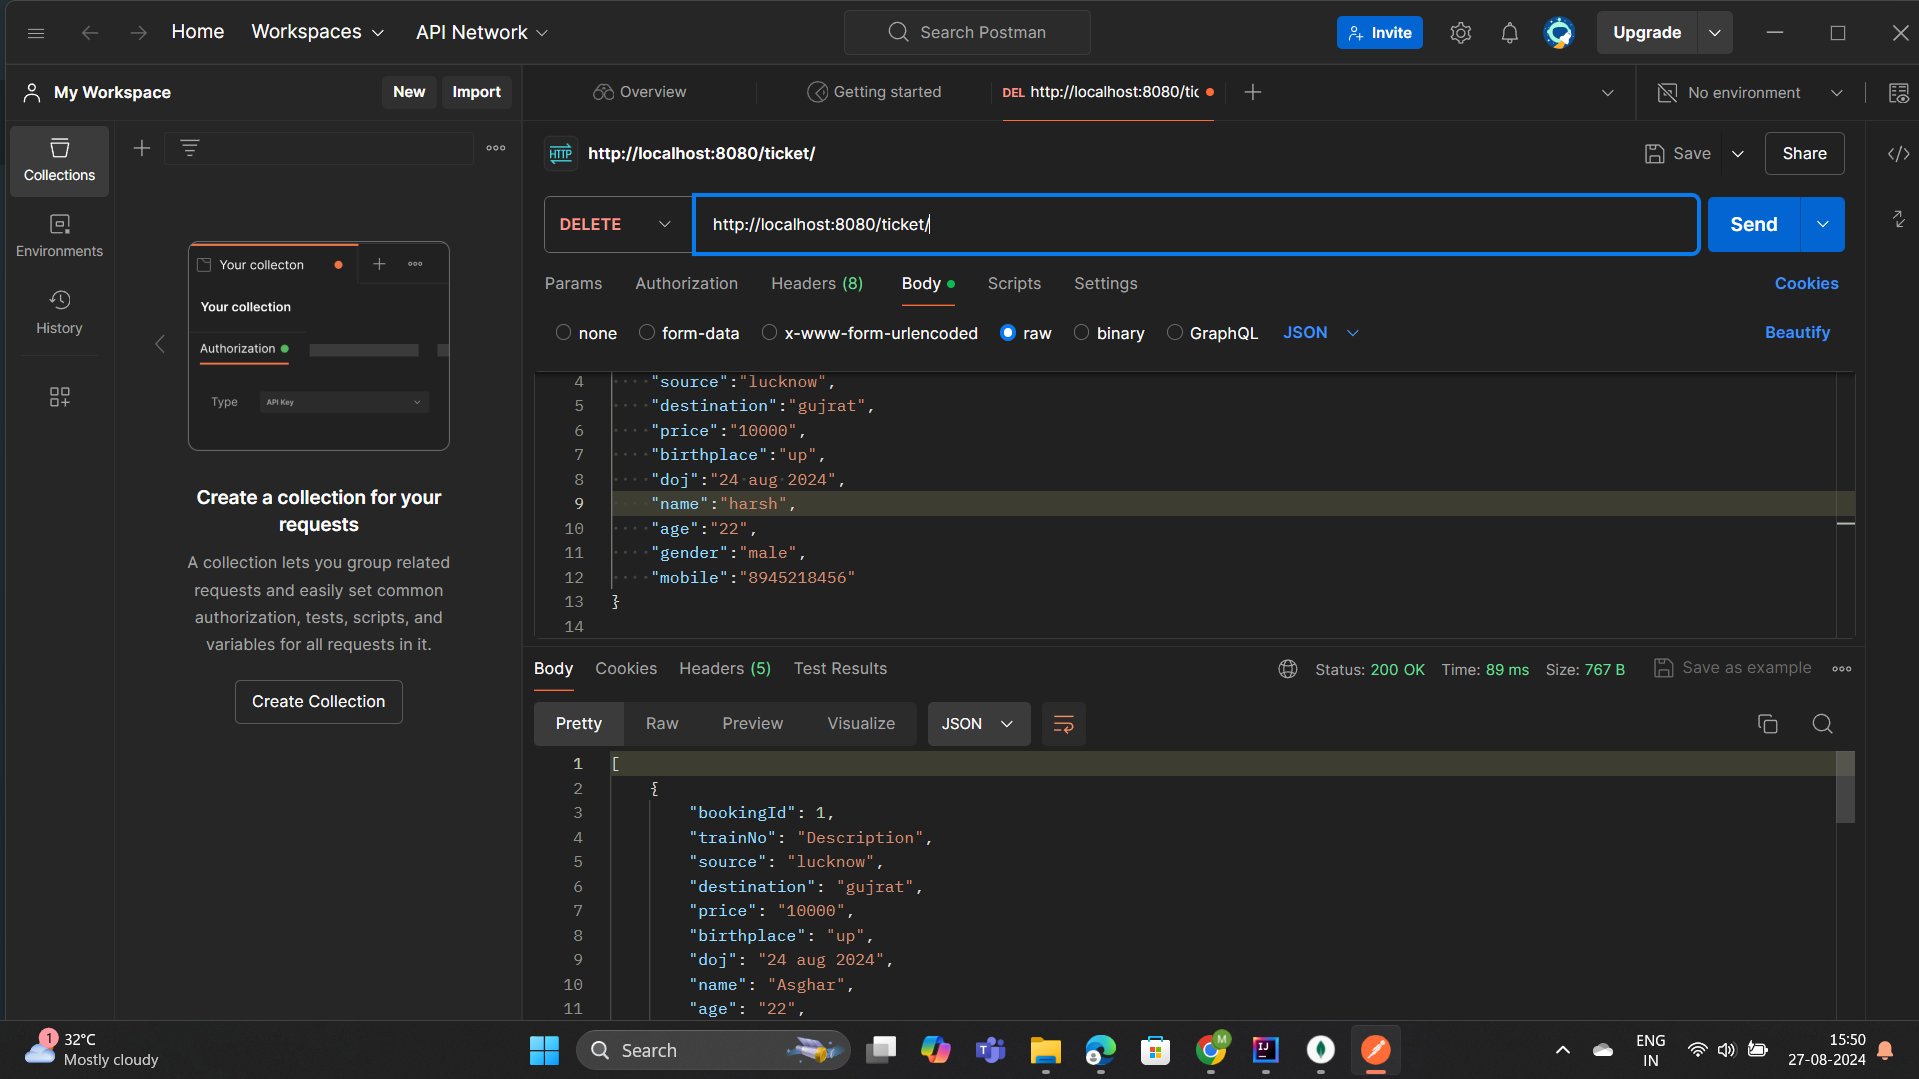 Home
Workspaces
API Network
Search Postman
Invite
Upgrade
My Workspace
New
Import
Overview
Getting started
DEL http://localhost:8080/tic
No environment
Collections
Environments
History
HTTP
http://localhost:8080/ticket/
Save
Share
DELETE
http://localhost:8080/ticket/
Send
Params
Authorization
Headers (8)
Body
Scripts
Settings
Cookies
none
form-data
x-www-form-urlencoded
raw
binary
GraphQL
JSON
Beautify
Your collecton
Your collection
Authorization
Type
API Key
Create a collection for your
requests
A collection lets you group related
requests and easily set common
authorization, tests, scripts, and
variables for all requests in it.
Create Collection
4 "source":"lucknow",
5 "destination":"gujrat",
6 "price":"10000",
7 "birthplace":"up",
8 "doj":"24 aug 2024",
9 "name":"harsh",
10 "age":"22",
11 "gender":"male",
12 "mobile":"8945218456"
13 }
14
Body
Cookies
Headers (5)
Test Results
Status: 200 OK
Time: 89 ms
Size: 767 B
Save as example
Pretty
Raw
Preview
Visualize
JSON
1 [
2 {
3 "bookingId": 1,
4 "trainNo": "Description",
5 "source": "lucknow",
6 "destination": "gujrat",
7 "price": "10000",
8 "birthplace": "up",
9 "doj": "24 aug 2024",
10 "name": "Asghar",
11 "age": "22",
1
32°C
Mostly cloudy
Search
M
IJ
ENG
IN
15:50
27-08-2024